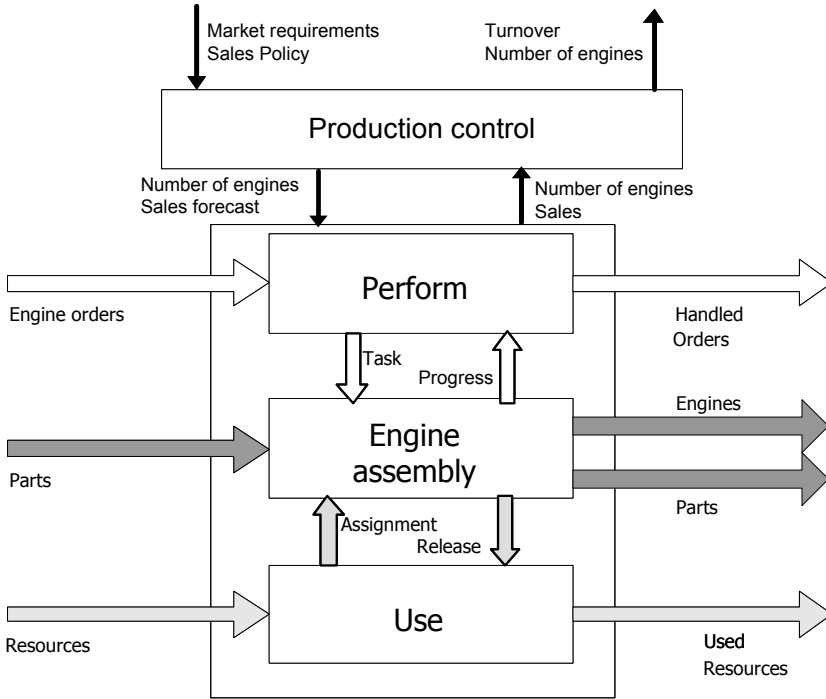 Market requirements
Sales Policy
Turnover
Number of engines
Production control
Number of engines
Sales forecast
Number of engines
Sales
Perform
Engine orders
Handled
Orders
Task
Progress
Engine
assembly
Engines
Parts
Parts
Assignment
Release
Use
Resources
Used
Resources